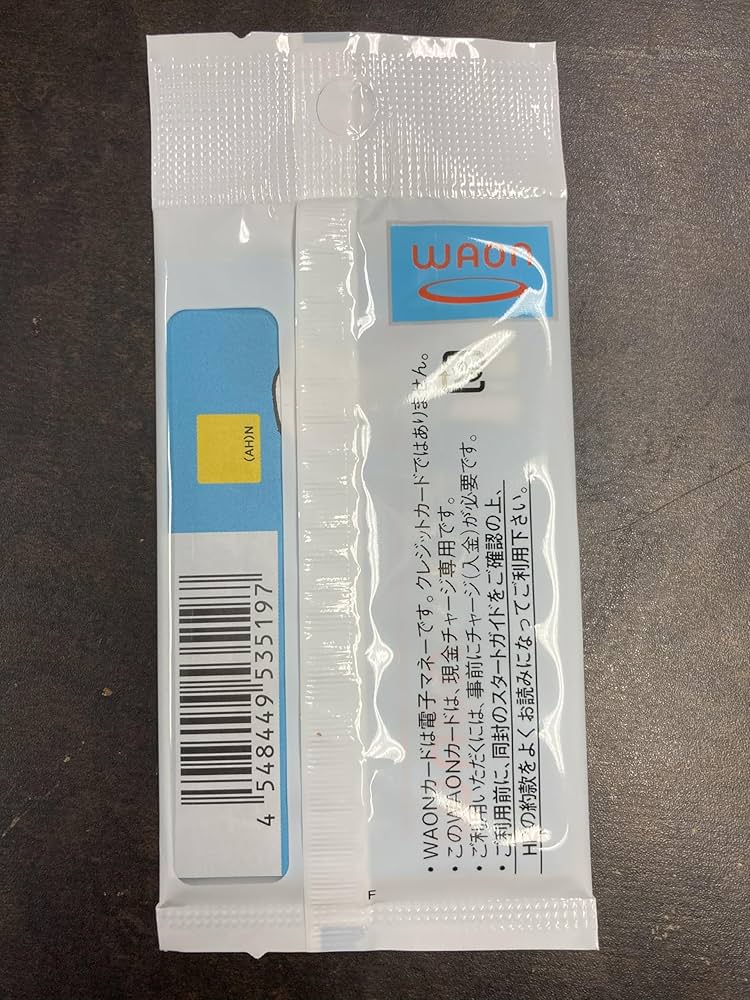 WAON
・WAONカードは電子マネーです。クレジットカードではありません。
・このWAONカードは、現金チャージ専用です。
・ご利用いただくには、事前にチャージ(入金)が必要です。
・ご利用前に、同封のスタートガイドをご確認の上、
HPの約款をよくお読みになってご利用下さい。
N(AH)
4 548449 535197
F